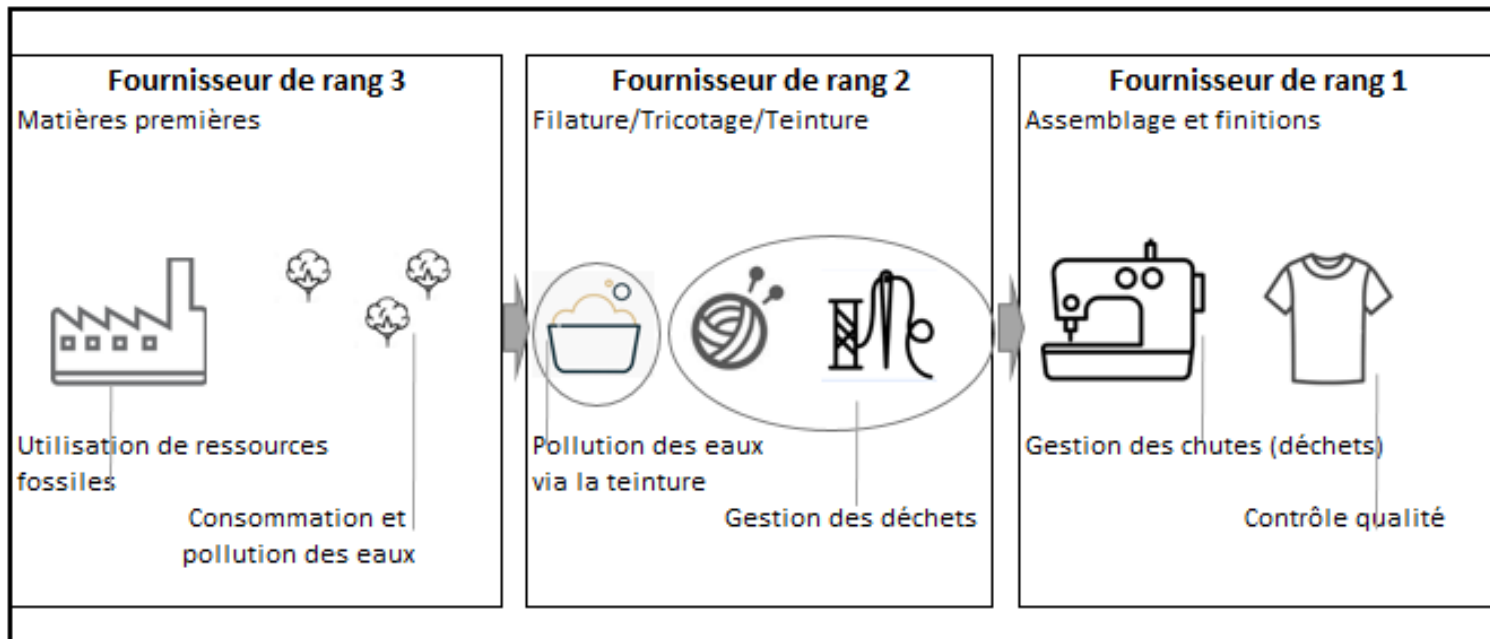 Fournisseur de rang 3
Matières premières
Utilisation de ressources
fossiles
Consommation et
pollution des eaux
Fournisseur de rang 2
Filature/Tricotage/Teinture
Pollution des eaux
via la teinture
Gestion des déchets
Fournisseur de rang 1
Assemblage et finitions
Gestion des chutes (déchets)
Contrôle qualité